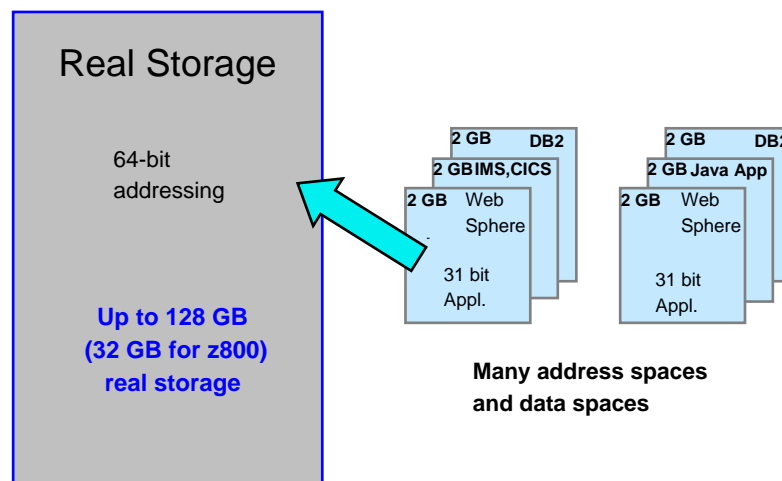 Real Storage
64-bit
addressing
Up to 128 GB
(32 GB for z800)
real storage
2 GB DB2
2 GB IMS,CICS
2 GB Web
Sphere
31 bit
Appl.
2 GB DB2
2 GB Java App
2 GB Web
Sphere
31 bit
Appl.
Many address spaces
and data spaces